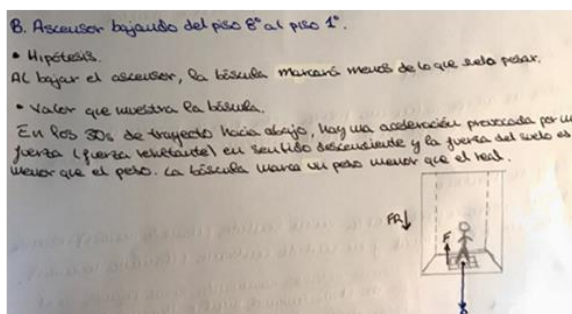 B. Ascensor bajando del piso 8º al piso 1º.
• Hipótesis.
Al bajar el ascensor, la báscula marcará menos de lo que suelo pesar.
• Valor que muestra la báscula.
En los 30s de trayecto hacia abajo, hay una aceleración provocada por una
fuerza (fuerza resultante) en sentido descendiente y la fuerza del suelo es
menor que el peso. La báscula marca un peso menor que el real.
FR
F